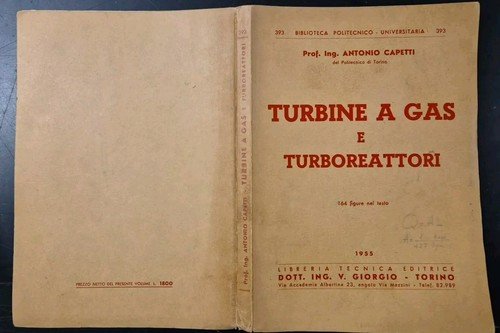 PREZZO NETTO DEL PRESENTE VOLUME L. 1800
393
Prof. Ing. ANTONIO CAPETTI - TURBINE A GAS E TURBOREATTORI
393 BIBLIOTECA POLITECNICO - UNIVERSITARIA 393
Prof. Ing. ANTONIO CAPETTI
del Politecnico di Torino
TURBINE A GAS
E
TURBOREATTORI
164 figure nel testo
1955
LIBRERIA TECNICA EDITRICE
DOTT. ING. V. GIORGIO - TORINO
Via Accademia Albertina 23, angolo Via Mazzini - Telef. 82.989